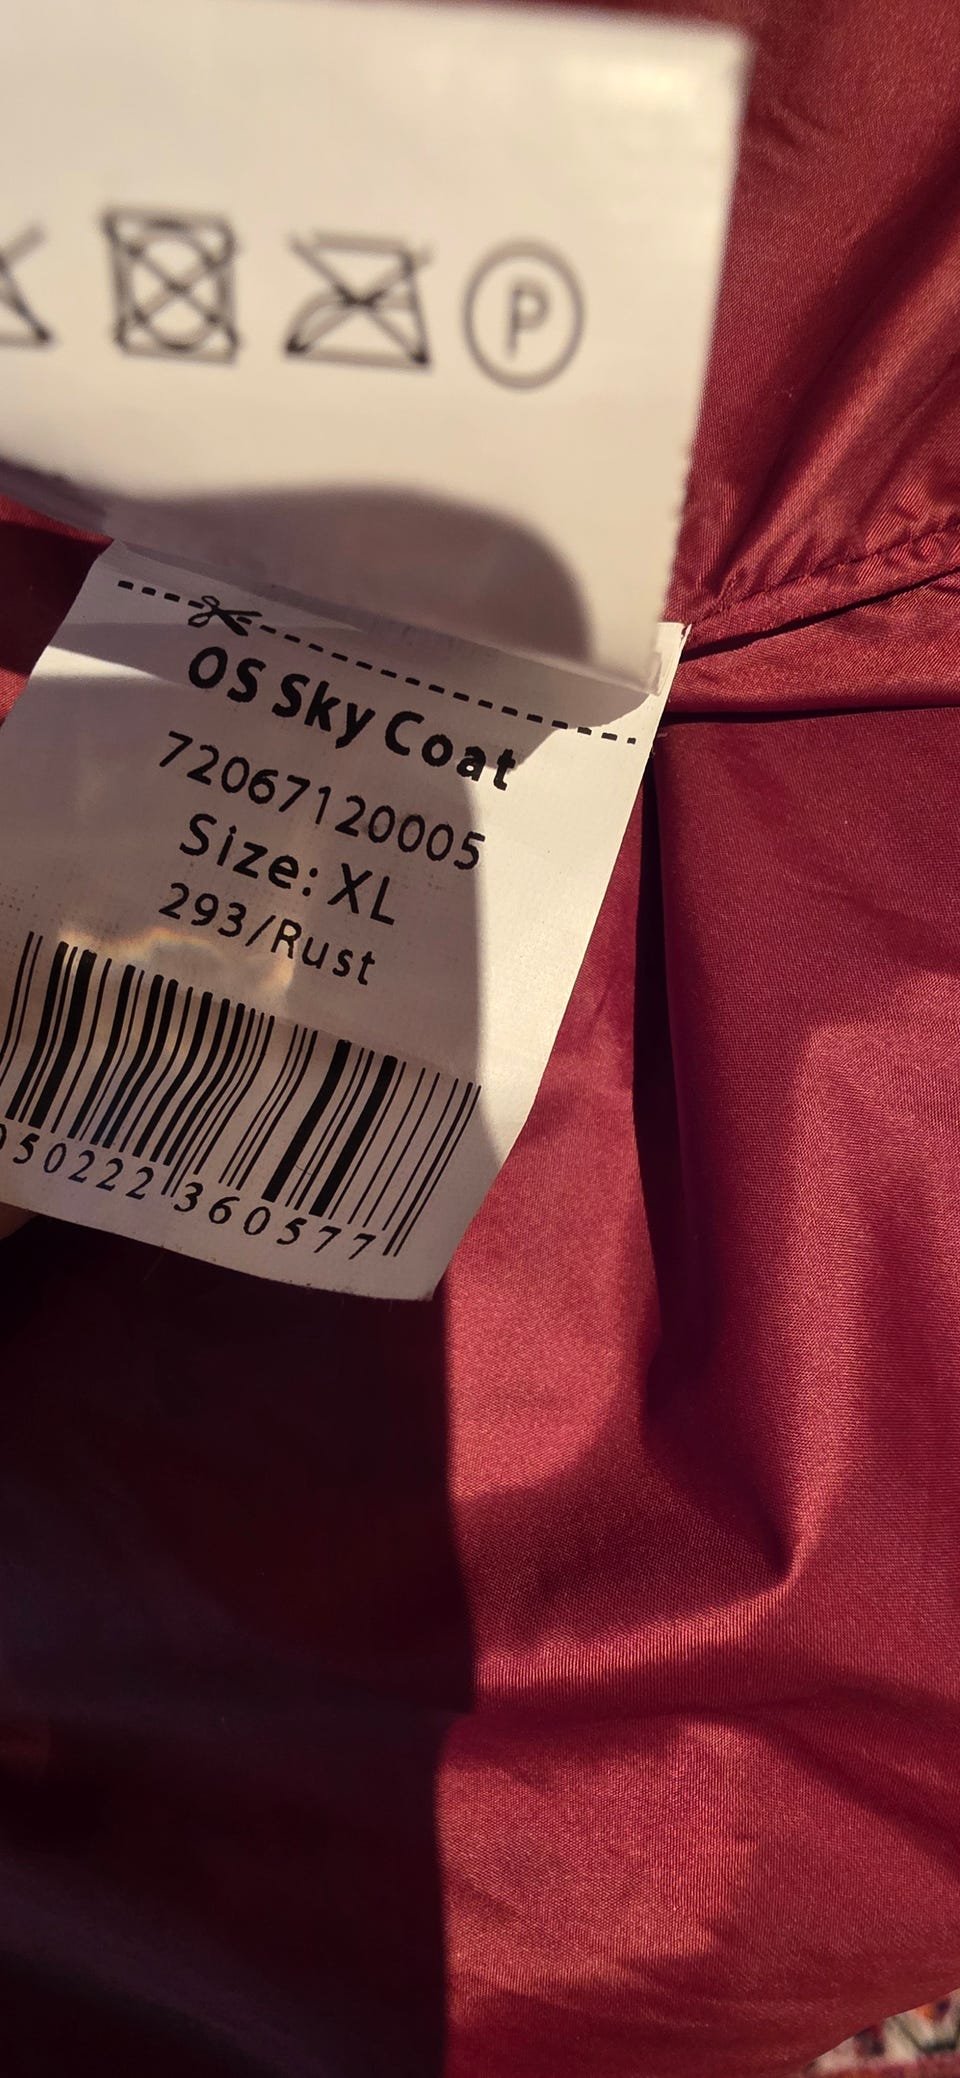 P
OS Sky Coat
72067120005
Size: XL
293/Rust
50222 360577